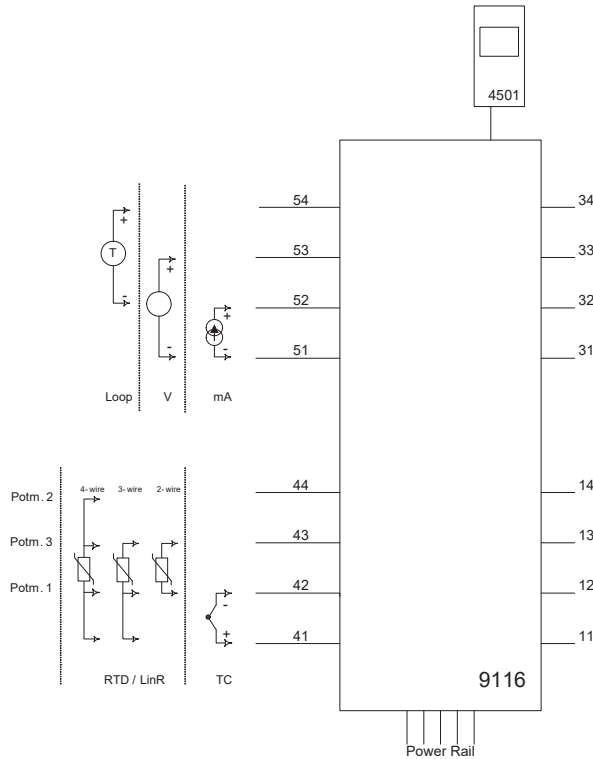 4501
54
34
+
T
53
33
+
-
52
32
+
-
51
31
-
Loop
V
mA
4-wire
3-wire
2-wire
Potm. 2
44
14
Potm. 3
43
13
Potm. 1
42
12
-
+
41
11
RTD / LinR
TC
9116
Power Rail